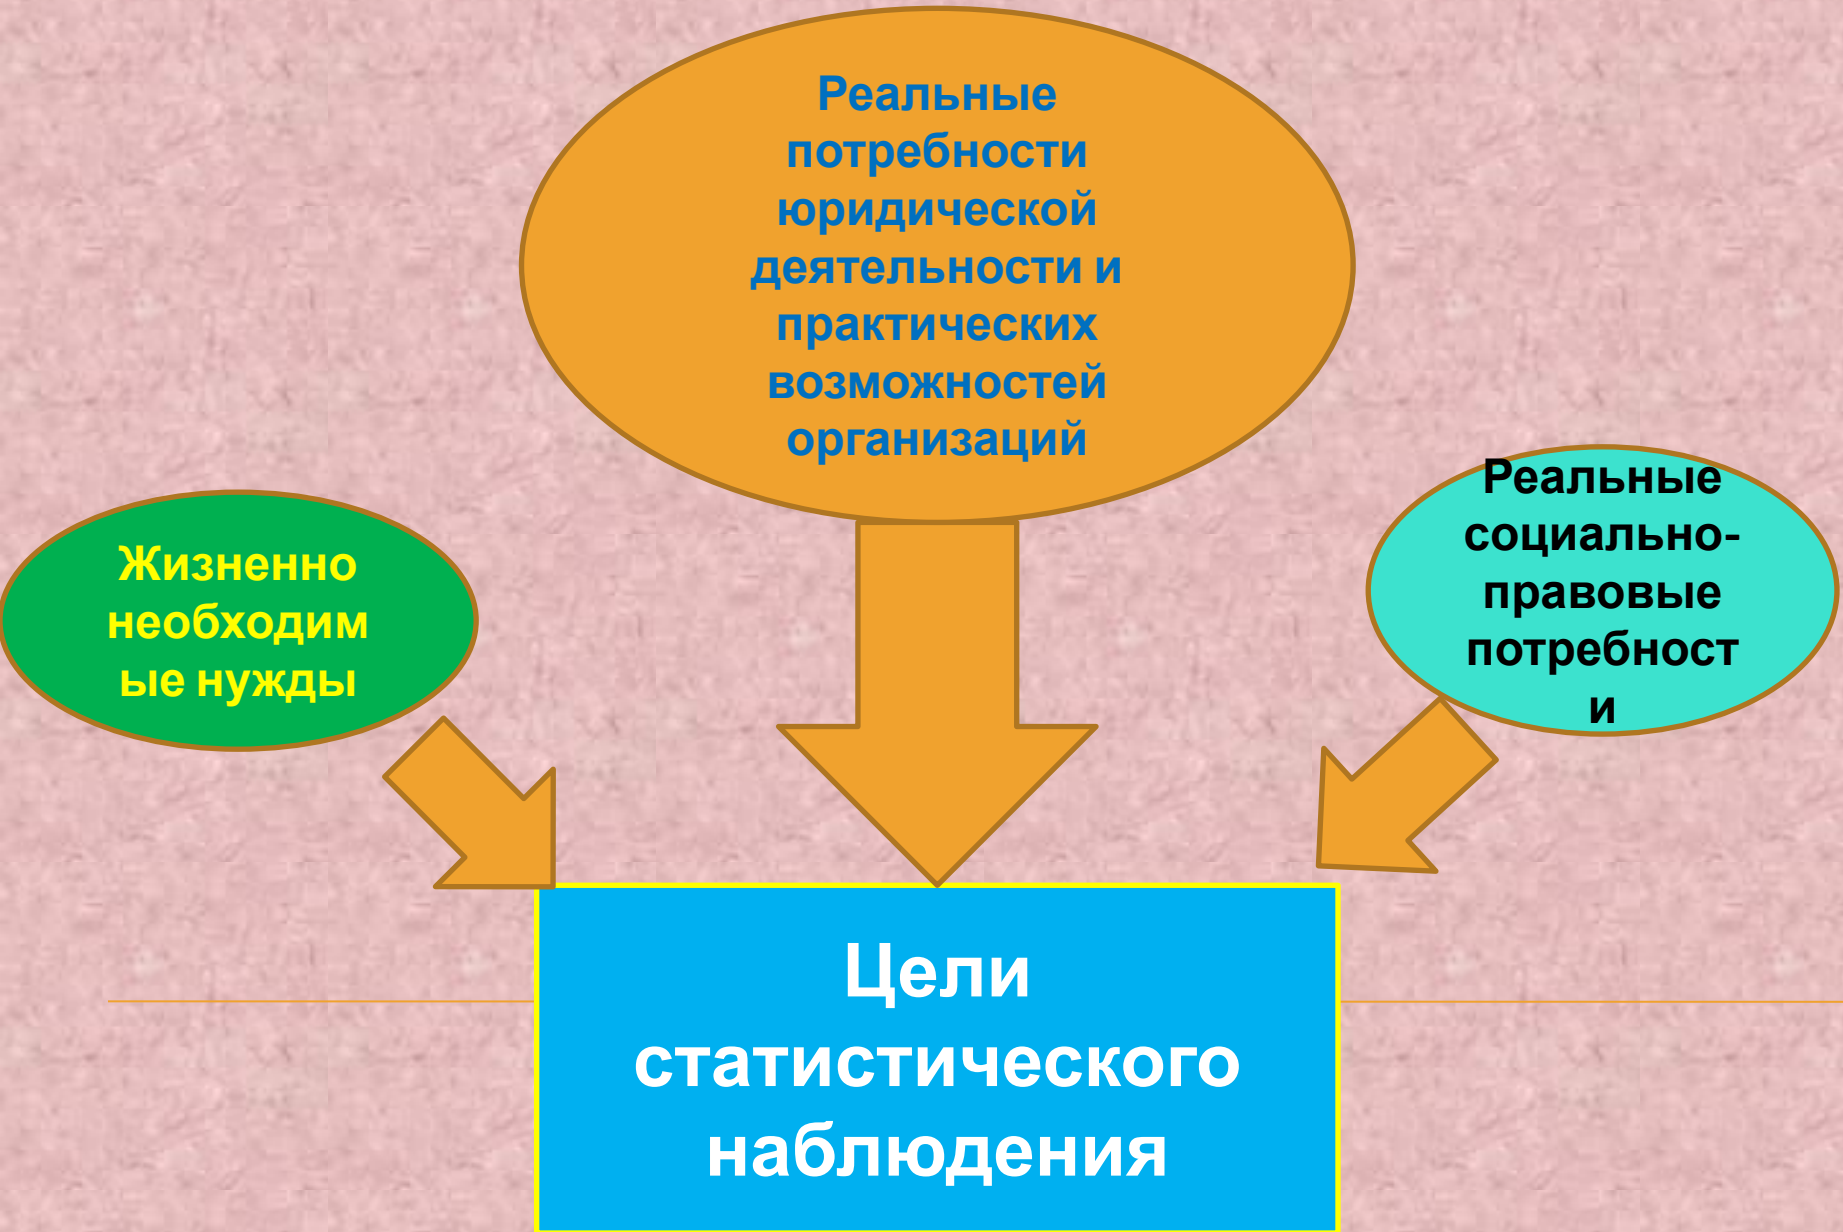 Реальные
потребности
юридической
деятельности и
практических
возможностей
организаций
Жизненно
необходим
ые нужды
Реальные
социально-
правовые
потребност
и
Цели
статистического
наблюдения